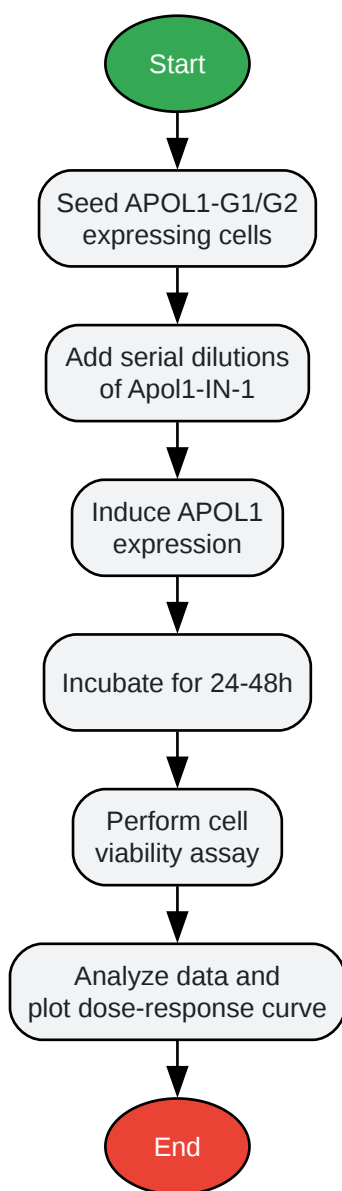 Start
Seed APOL1-G1/G2
expressing cells
Add serial dilutions
of Apol1-IN-1
Induce APOL1
expression
Incubate for 24-48h
Perform cell
viability assay
Analyze data and
plot dose-response curve
End